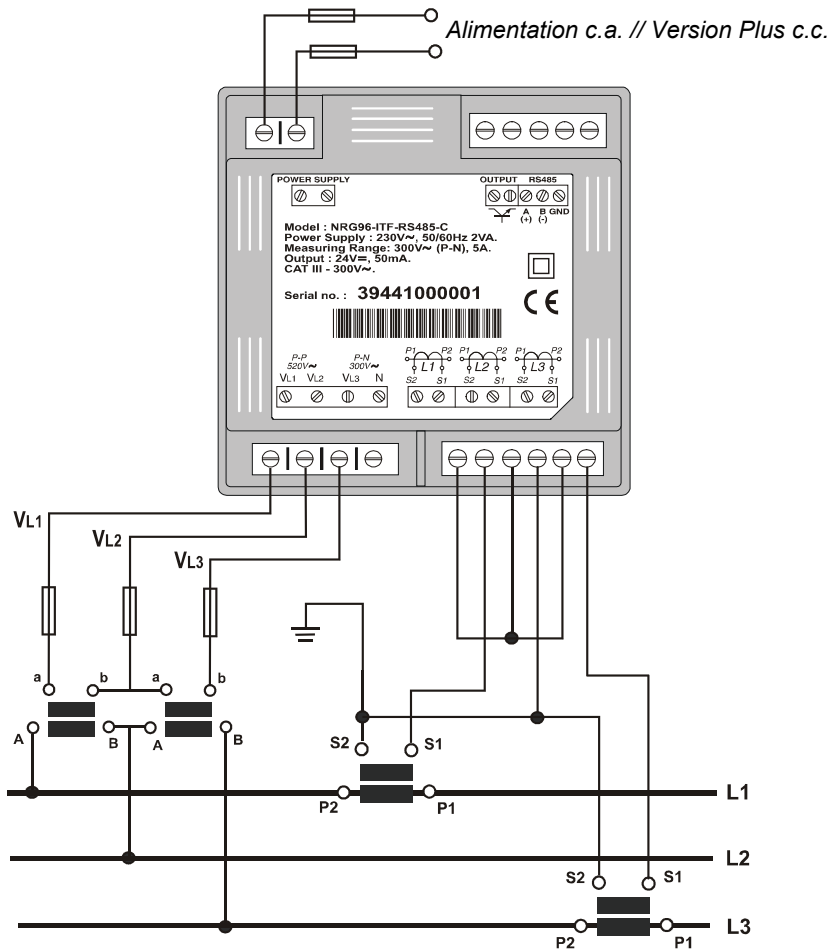 Alimentation c.a. // Version Plus c.c.
POWER SUPPLY
OUTPUT RS485
A B GND
(+) (-)
Model : NRG96-ITF-RS485-C
Power Supply : 230V~, 50/60Hz 2VA.
Measuring Range: 300V~ (P-N), 5A.
Output : 24V⎓, 50mA.
CAT III - 300V~.
Serial no. : 39441000001
CE
P-P P-N
520V~ 300V~
VL1 VL2 VL3 N
P1 P2 P1 P2 P1 P2
L1 L2 L3
S2 S1 S2 S1 S2 S1
VL1
VL2
VL3
a b a b
A B A B
S2 S1
P2 P1
L1
L2
S2 S1
L3
P2 P1